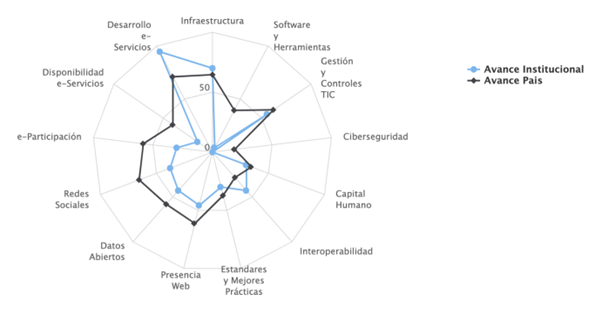 Infraestructura
Software
y
Herramientas
Gestión
y
Controles
TIC
Ciberseguridad
Capital
Humano
Interoperabilidad
Estandares
y Mejores
Prácticas
Presencia
Web
Datos
Abiertos
Redes
Sociales
e-Participación
Disponibilidad
e-Servicios
Desarrollo
e-
Servicios
50
0
Avance Institucional
Avance Pais